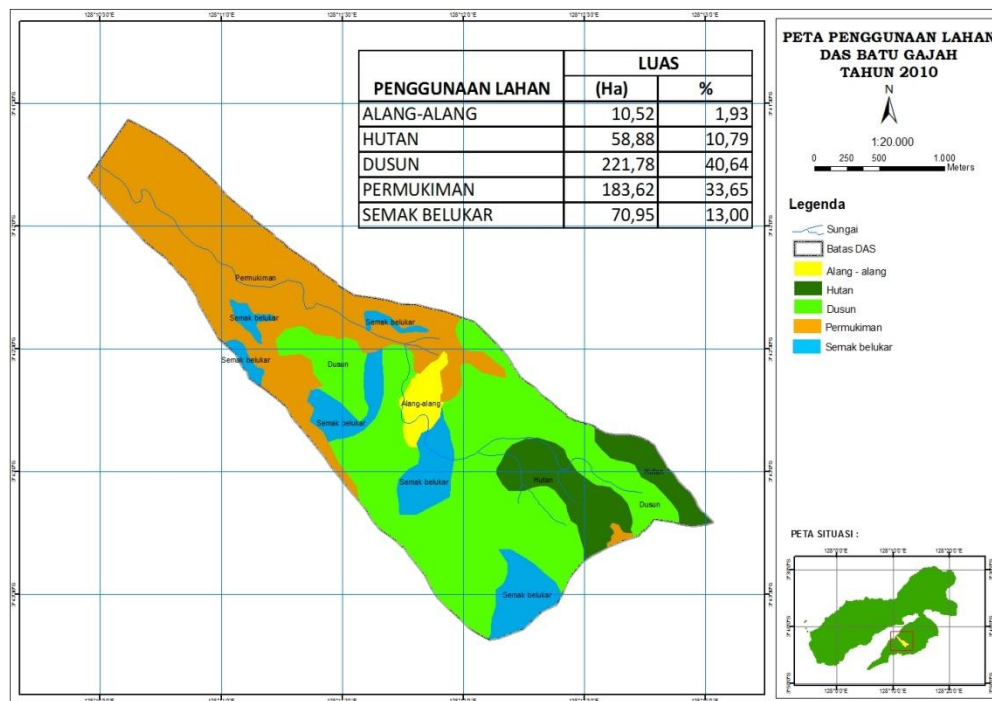 PETA PENGGUNAAN LAHAN
DAS BATU GAJAH
TAHUN 2010
N
1:20.000
0 250 500 1.000
Meters
Legenda
Sungai
Batas DAS
Alang - alang
Hutan
Dusun
Permukiman
Semak belukar
PETA SITUASI :
PENGGUNAAN LAHAN LUAS
(Ha) %
ALANG-ALANG 10,52 1,93
HUTAN 58,88 10,79
DUSUN 221,78 40,64
PERMUKIMAN 183,62 33,65
SEMAK BELUKAR 70,95 13,00
Permukiman
Semak belukar
Semak belukar
Semak belukar
Dusun
Alang-alang
Semak belukar
Semak belukar
Hutan
Hutan
Dusun
Semak belukar